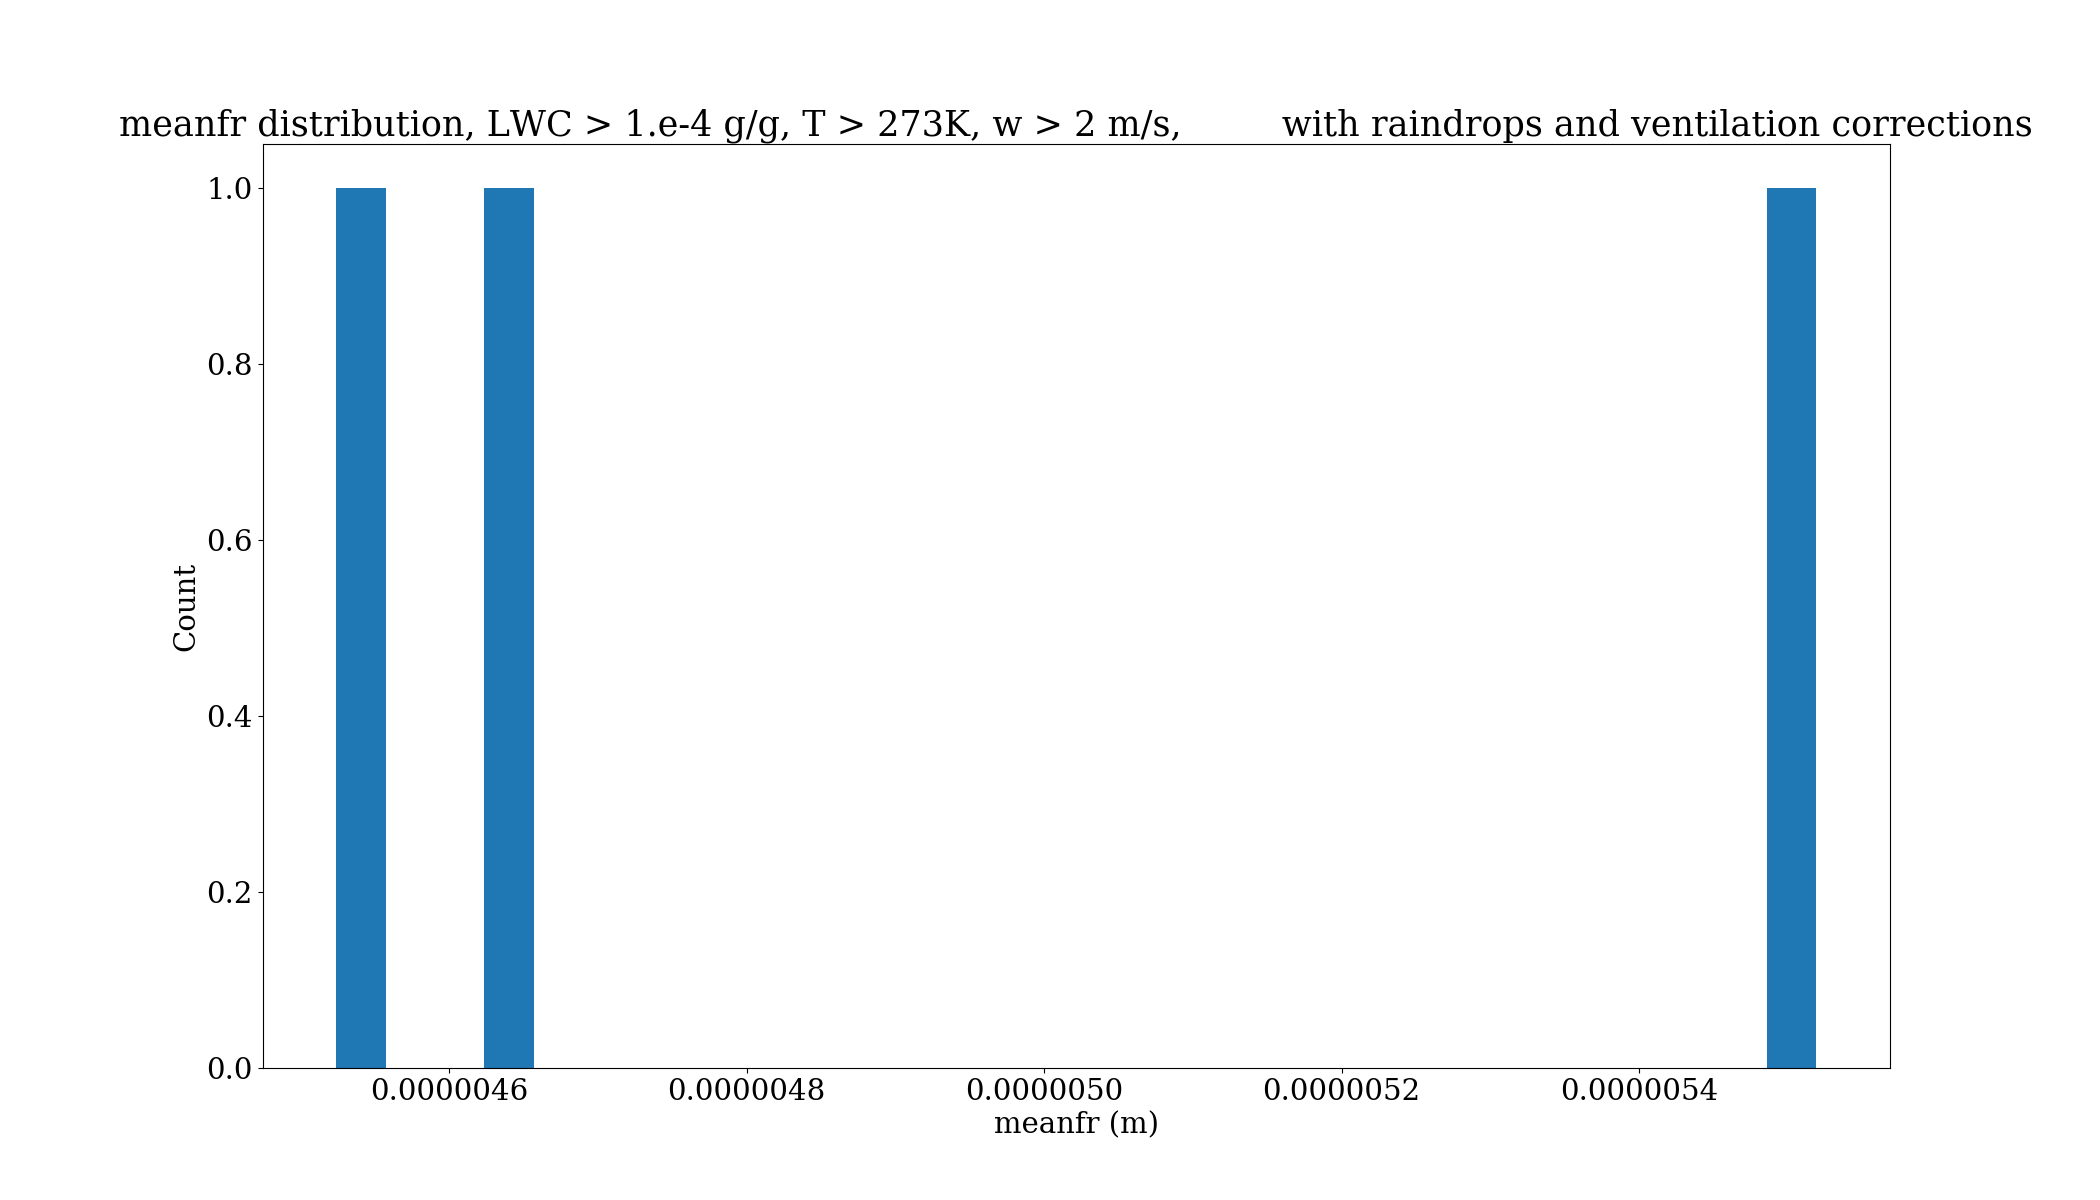 meanfr distribution, LWC > 1.e-4 g/g, T > 273K, w > 2 m/s,         with raindrops and ventilation corrections
1.0
0.8
0.6
0.4
0.2
0.0
Count
0.0000046 0.0000048 0.0000050 0.0000052 0.0000054
meanfr (m)